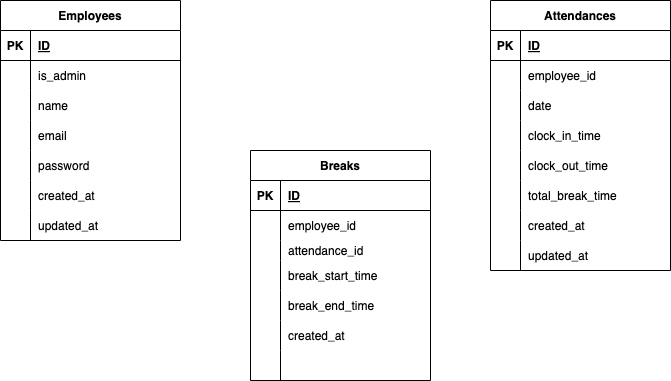 Employees
PK ID
is_admin
name
email
password
created_at
updated_at
Breaks
PK ID
employee_id
attendance_id
break_start_time
break_end_time
created_at
Attendances
PK ID
employee_id
date
clock_in_time
clock_out_time
total_break_time
created_at
updated_at